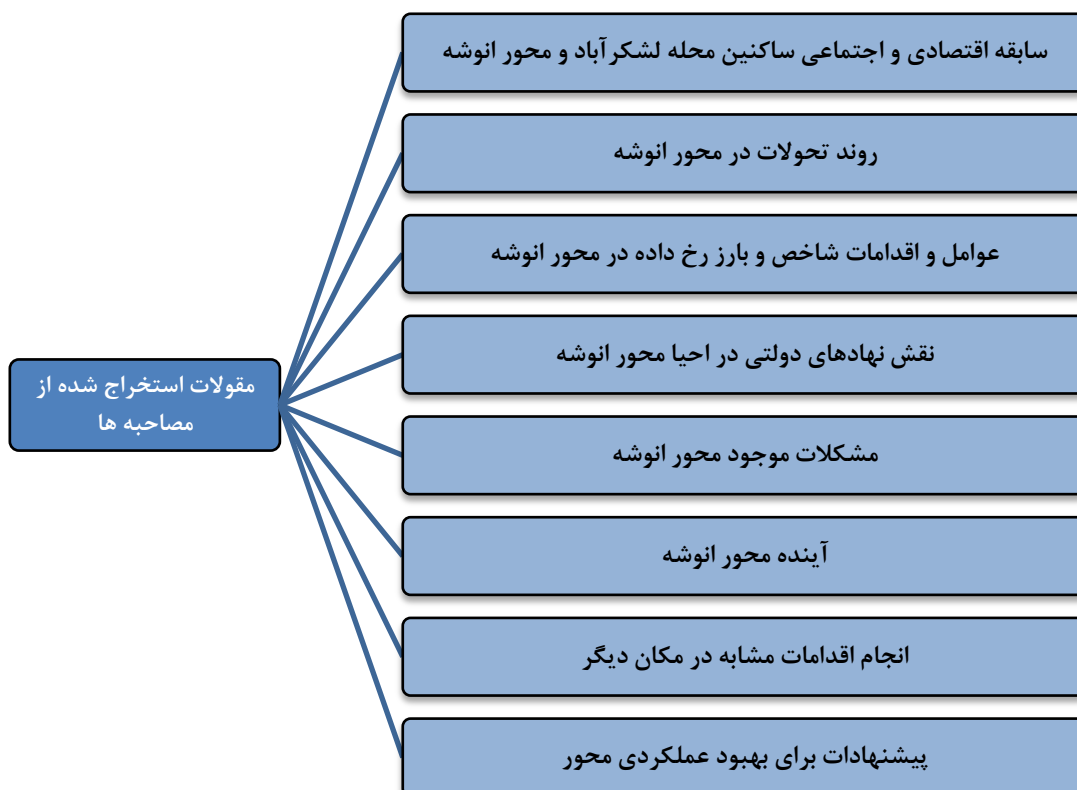 سابقه اقتصادی و اجتماعی ساکنین محله لشکرآباد و محور انوشه
روند تحولات در محور انوشه
عوامل و اقدامات شاخص و بارز رخ داده در محور انوشه
نقش نهادهای دولتی در احیا محور انوشه
مقولات استخراج شده از
مصاحبه ها
مشکلات موجود محور انوشه
آینده محور انوشه
انجام اقدامات مشابه در مکان دیگر
پیشنهادات برای بهبود عملکردی محور